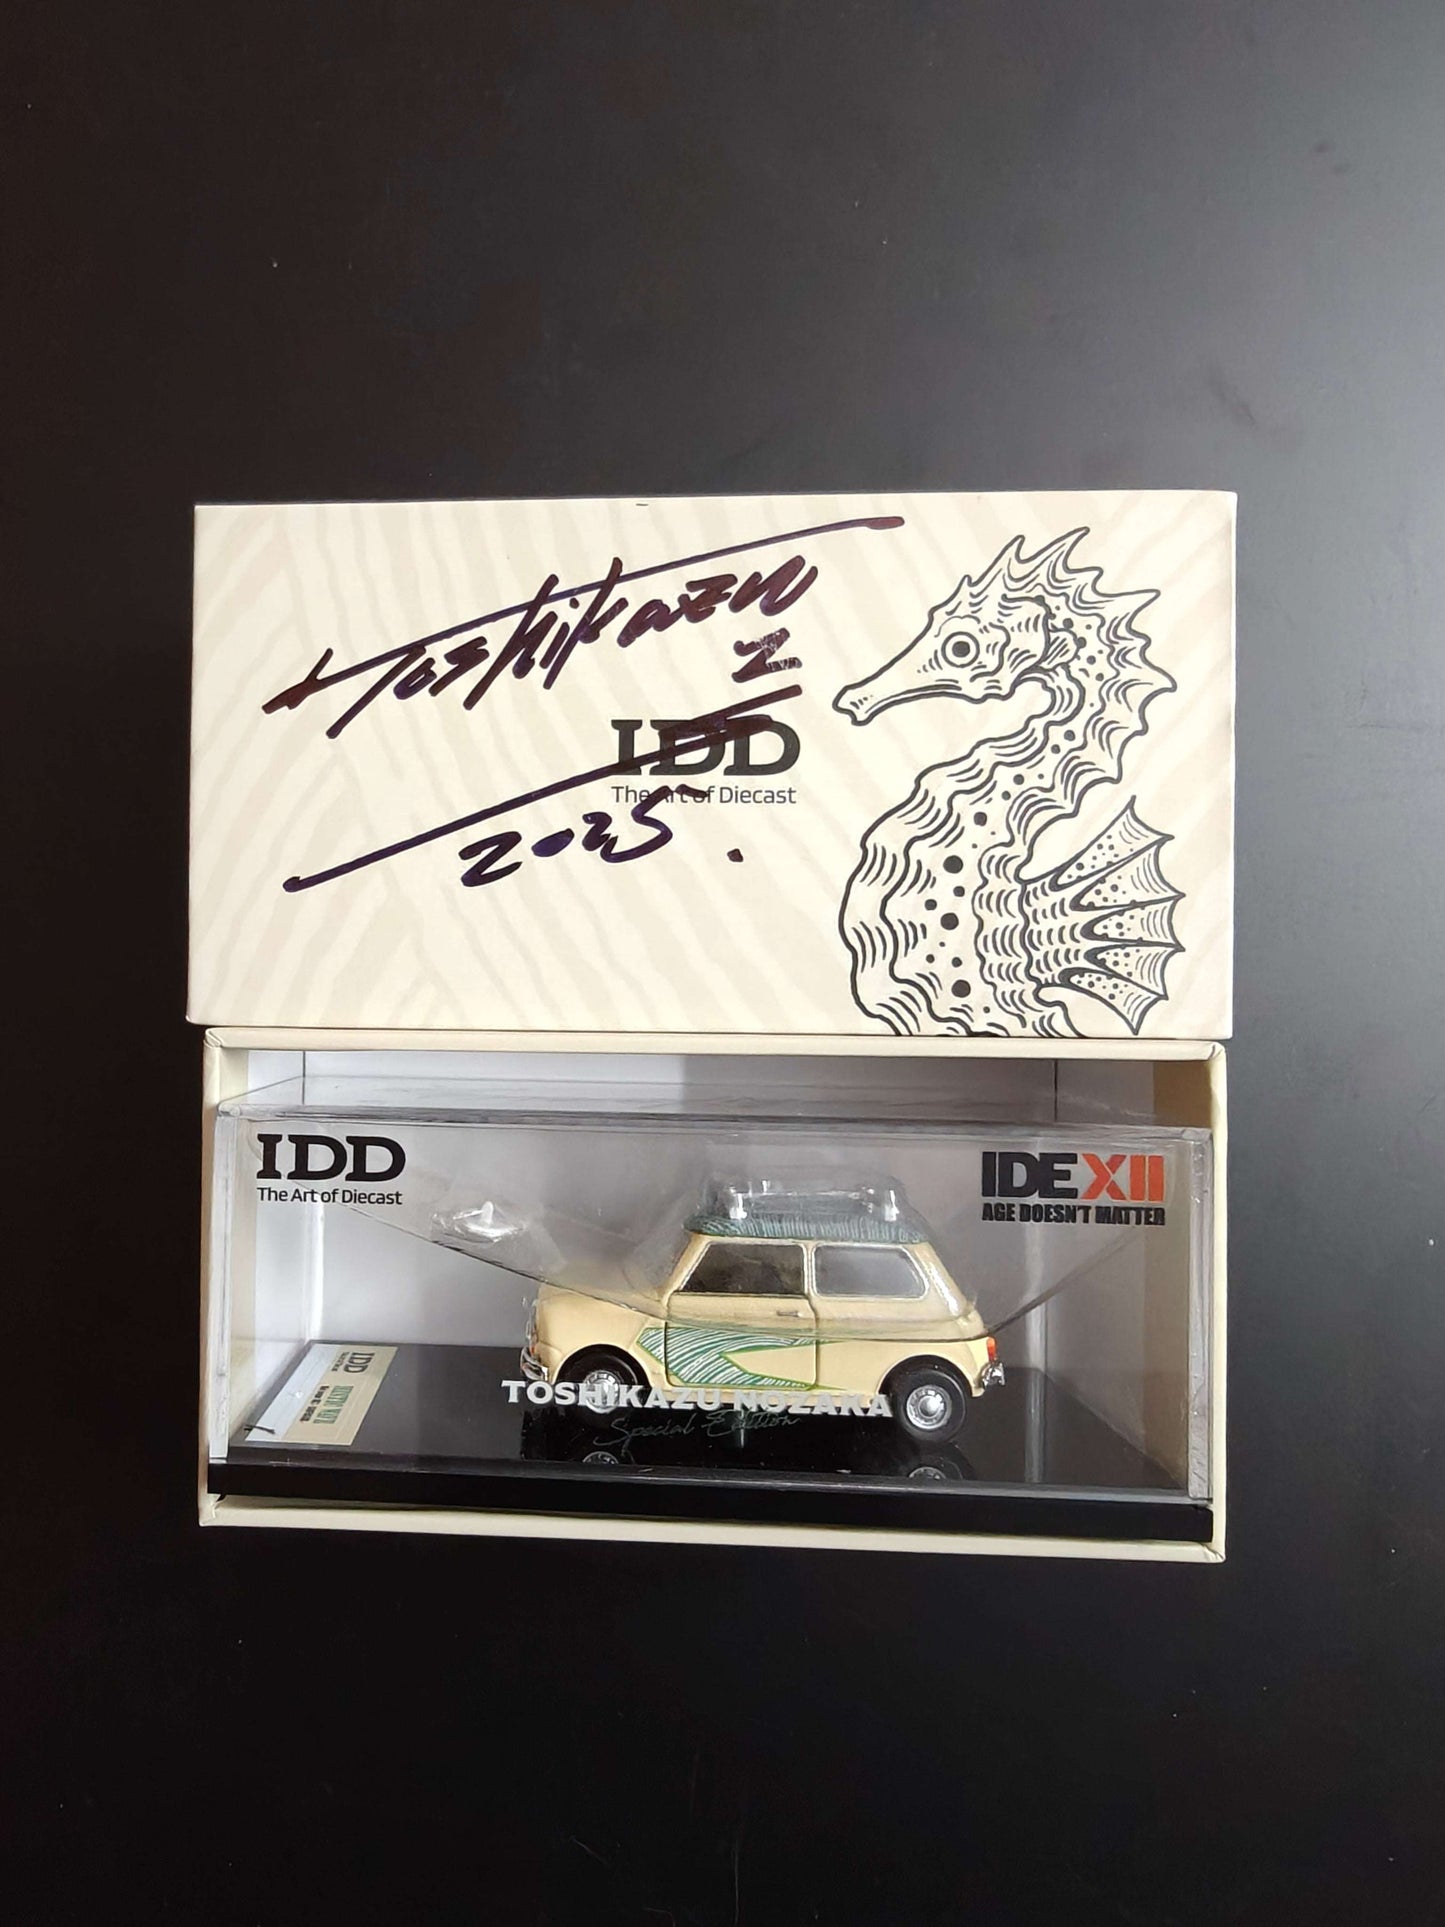 Toshikazu
N
IDD
The Art of Diecast
2025.
IDD
The Art of Diecast
IDEXII
AGE DOESN'T MATTER
IDD
TOSHIKAZU NOZAKA
Special Edition